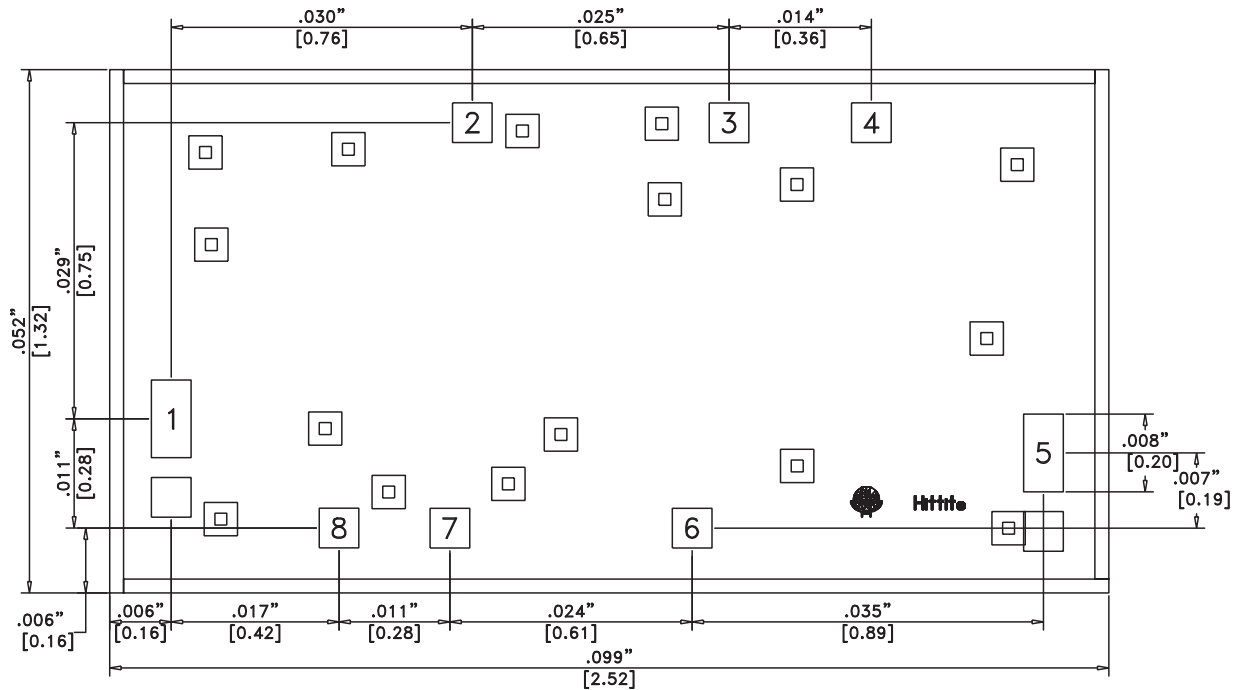 .030” .025” .014”
[0.76] [0.65] [0.36]
2 3 4
.029”
[0.75]
.052”
[1.32]
1
.011”
[0.28]
5
.008”
[0.20]
.007”
[0.19]
Hittite
8 7 6
.006”
[0.16]
.006” .017” .011” .024” .035”
[0.16] [0.42] [0.28] [0.61] [0.89]
.099”
[2.52]